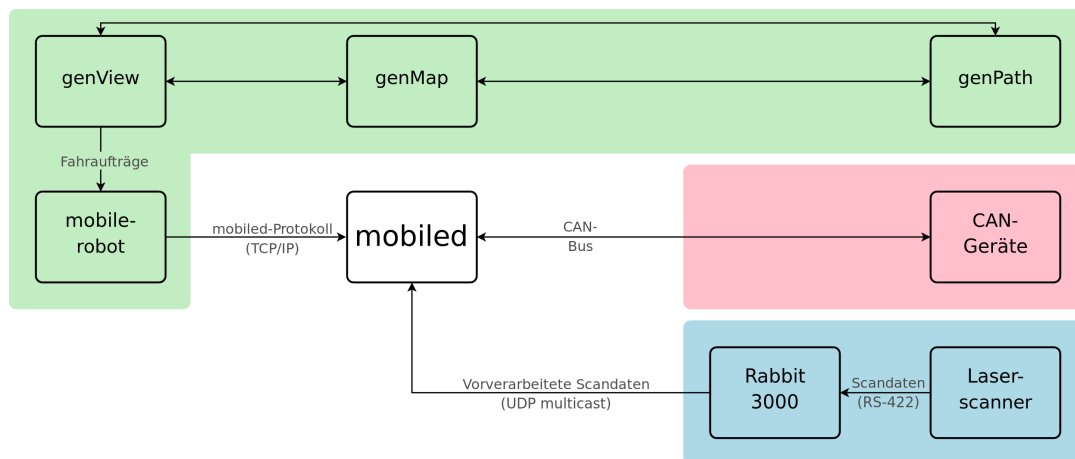 genView
genMap
genPath
Fahraufträge
mobile-
robot
mobiled-Protokoll
(TCP/IP)
mobiled
CAN-
Bus
CAN-
Geräte
Vorverarbeitete Scandaten
(UDP multicast)
Rabbit
3000
Scandaten
(RS-422)
Laser-
scanner